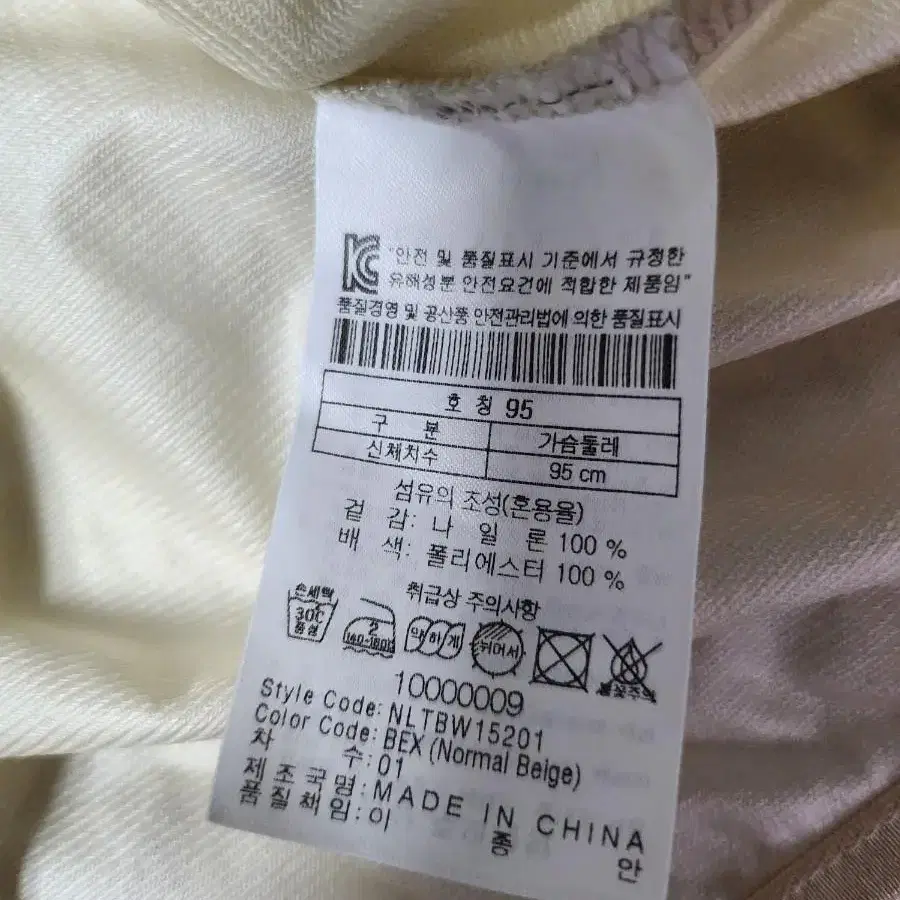 KC "안전 및 품질표시 기준에서 규정한
유해성분 안전요건에 적합한 제품임"
품질경영 및 공산품 안전관리법에 의한 품질표시
호 칭 95
구 분 가슴둘레
신체치수 95 cm
섬유의 조성(혼용율)
겉 감: 나 일 론 100 %
배 색: 폴리에스터 100 %
취급상 주의사항
손세탁
30℃
중성
2
140-160℃
약하게
뉘어서
불꽃주의
10000009
Style Code: NLTBW15201
Color Code: BEX (Normal Beige)
차 수: 01
제 조 국 명: MADE IN CHINA
품 질 책 임: 이 종 안